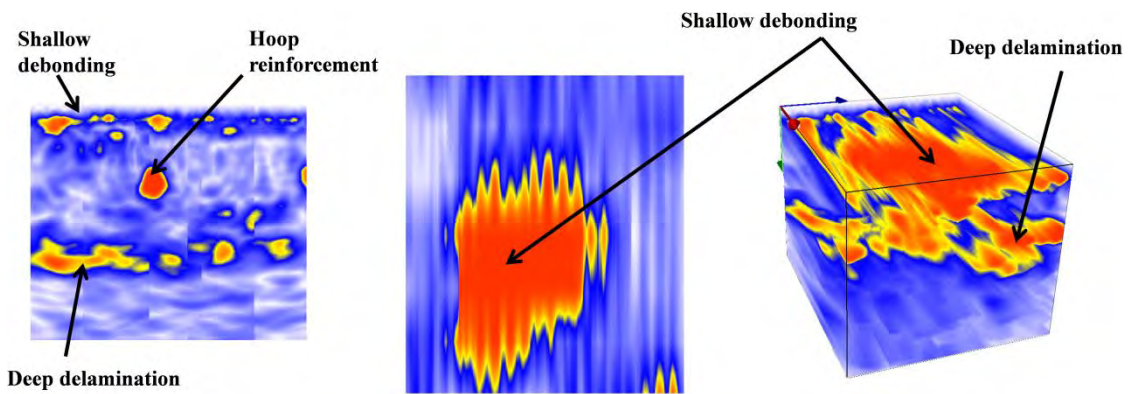 Shallow debonding
Deep delamination
Shallow
debonding
Hoop
reinforcement
Deep delamination